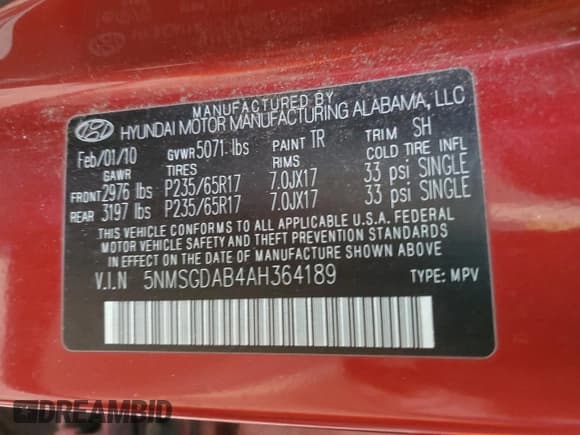 MANUFACTURED BY
HYUNDAI MOTOR MANUFACTURING ALABAMA, LLC
Feb/01/10 GVWR 5071 lbs PAINT TR TRIM SH
GAWR TIRES RIMS COLD TIRE INFL
FRONT 2976 lbs P235/65R17 7.0JX17 33 psi SINGLE
REAR 3197 lbs P235/65R17 7.0JX17 33 psi SINGLE
THIS VEHICLE CONFORMS TO ALL APPLICABLE U.S.A. FEDERAL
MOTOR VEHICLE SAFETY AND THEFT PREVENTION STANDARDS
IN EFFECT ON THE DATE OF MANUFACTURE SHOWN ABOVE.
V.I.N 5NMSGDAB4AH364189 TYPE: MPV
DREAMBID